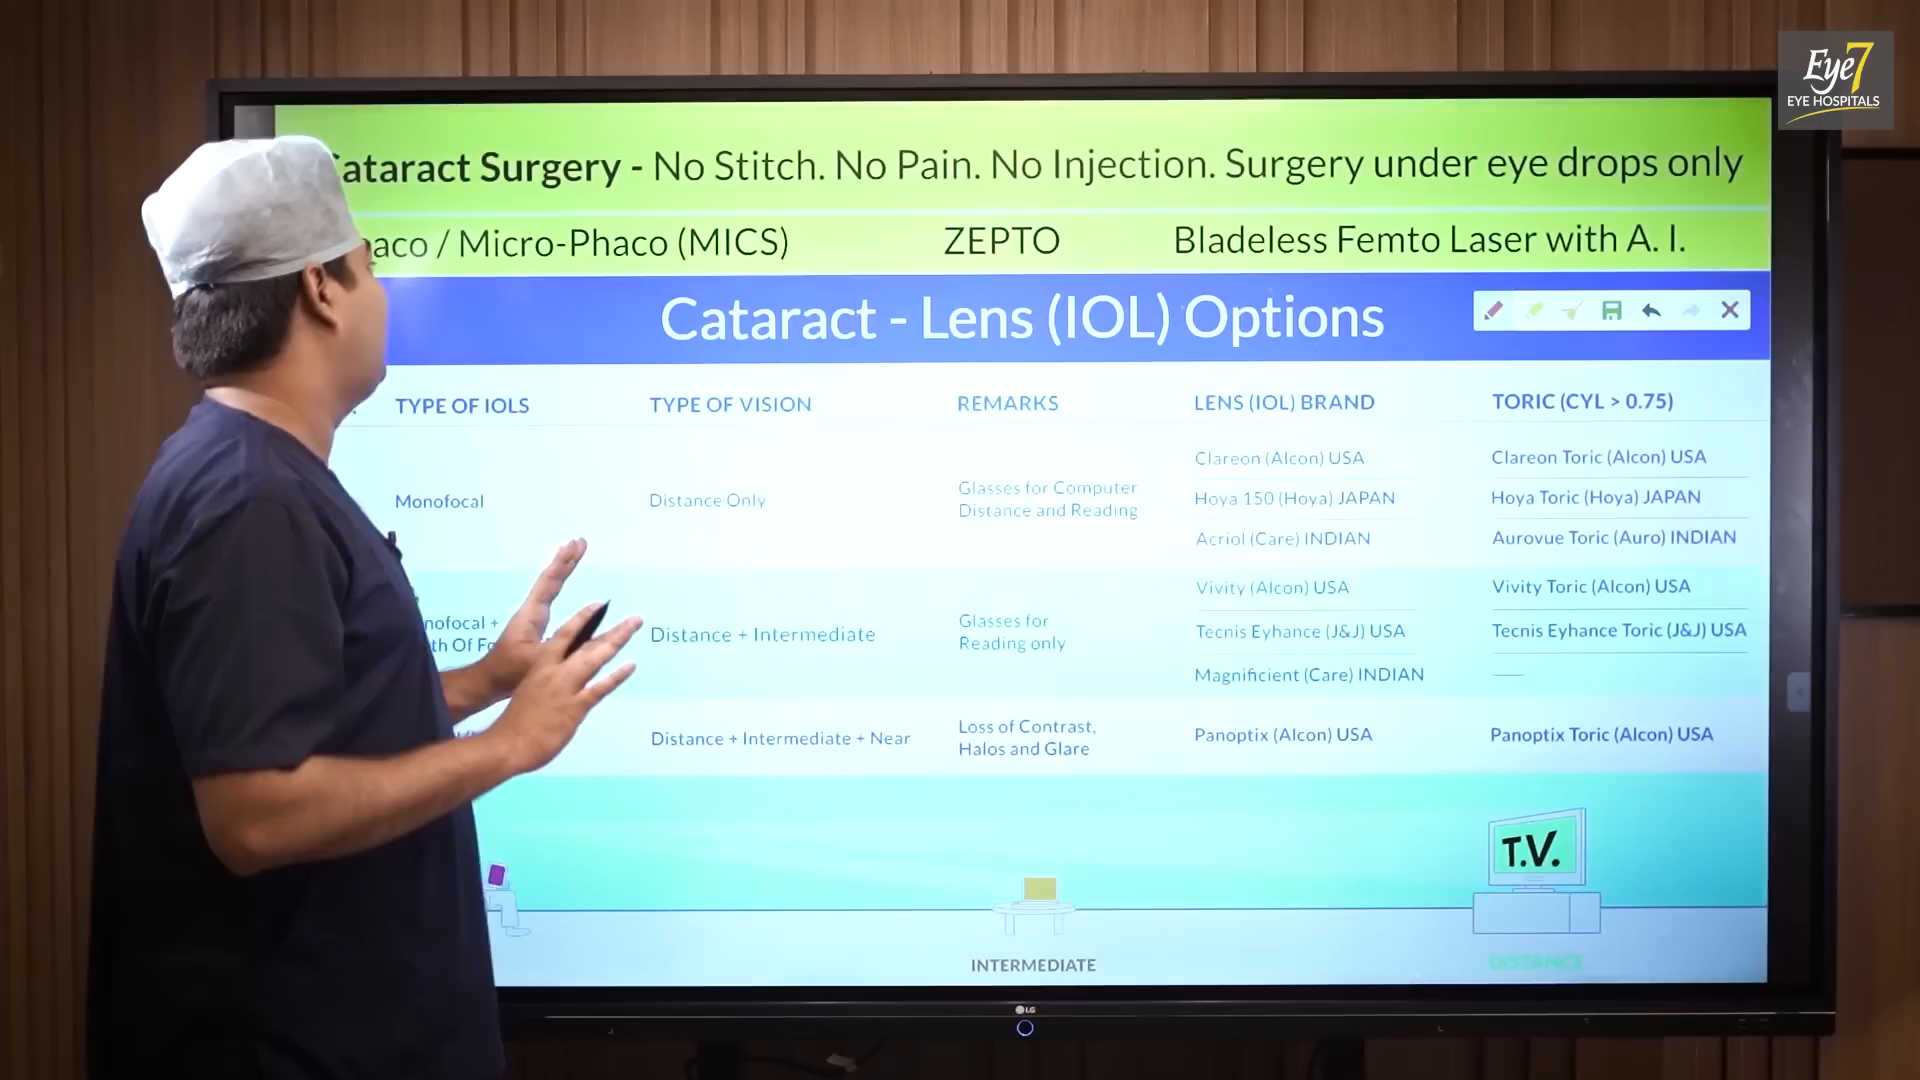 Eye7
EYE HOSPITALS
Cataract Surgery - No Stitch. No Pain. No Injection. Surgery under eye drops only
/ Micro-Phaco (MICS) ZEPTO Bladeless Femto Laser with A. I.
Cataract - Lens (IOL) Options
TYPE OF IOLS TYPE OF VISION REMARKS LENS (IOL) BRAND TORIC (CYL > 0.75)
Monofocal Distance Only Glasses for Computer
Distance and Reading
Clareon (Alcon) USA Clareon Toric (Alcon) USA
Hoya 150 (Hoya) JAPAN Hoya Toric (Hoya) JAPAN
Acriol (Care) INDIAN Aurovue Toric (Auro) INDIAN
+
Of
Distance + Intermediate Glasses for
Reading only
Vivity (Alcon) USA Vivity Toric (Alcon) USA
Tecnis Eyhance (J&J) USA Tecnis Eyhance Toric (J&J) USA
Magnificient (Care) INDIAN
Distance + Intermediate + Near Loss of Contrast,
Halos and Glare
Panoptix (Alcon) USA Panoptix Toric (Alcon) USA
T.V.
INTERMEDIATE DISTANCE
LG